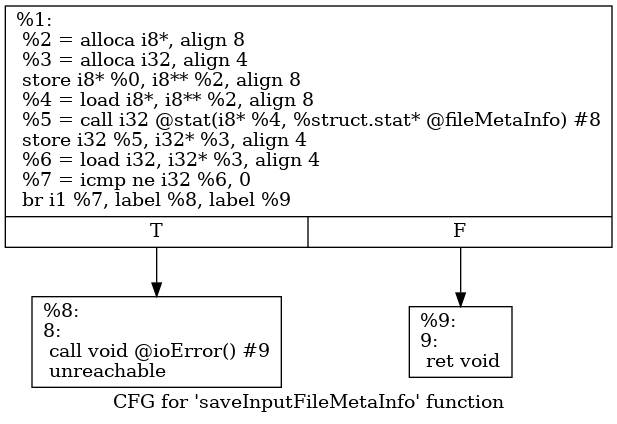 %1:
%2 = alloca i8*, align 8
%3 = alloca i32, align 4
store i8* %0, i8** %2, align 8
%4 = load i8*, i8** %2, align 8
%5 = call i32 @stat(i8* %4, %struct.stat* @fileMetaInfo) #8
store i32 %5, i32* %3, align 4
%6 = load i32, i32* %3, align 4
%7 = icmp ne i32 %6, 0
br i1 %7, label %8, label %9
T F
%8:
8:
call void @ioError() #9
unreachable
%9:
9:
ret void
CFG for 'saveInputFileMetaInfo' function